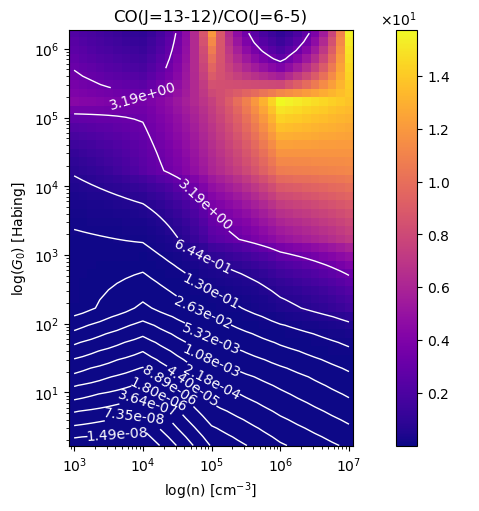 CO(J=13-12)/CO(J=6-5)
×10¹
10⁶
10⁵
10⁴
10³
10²
10¹
log(G₀) [Habing]
3.19e+00
3.19e+00
6.44e-01
1.30e-01
2.63e-02
5.32e-03
1.08e-03
2.18e-04
4.40e-05
8.89e-06
1.80e-06
3.64e-07
7.35e-08
1.49e-08
10³
10⁴
10⁵
10⁶
10⁷
log(n) [cm⁻³]
1.4
1.2
1.0
0.8
0.6
0.4
0.2